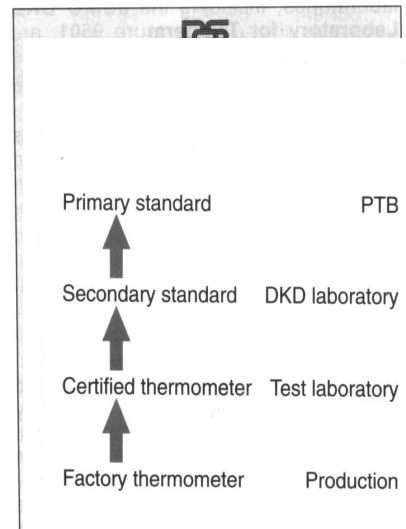 Primary standard PTB
Secondary standard DKD laboratory
Certified thermometer Test laboratory
Factory thermometer Production